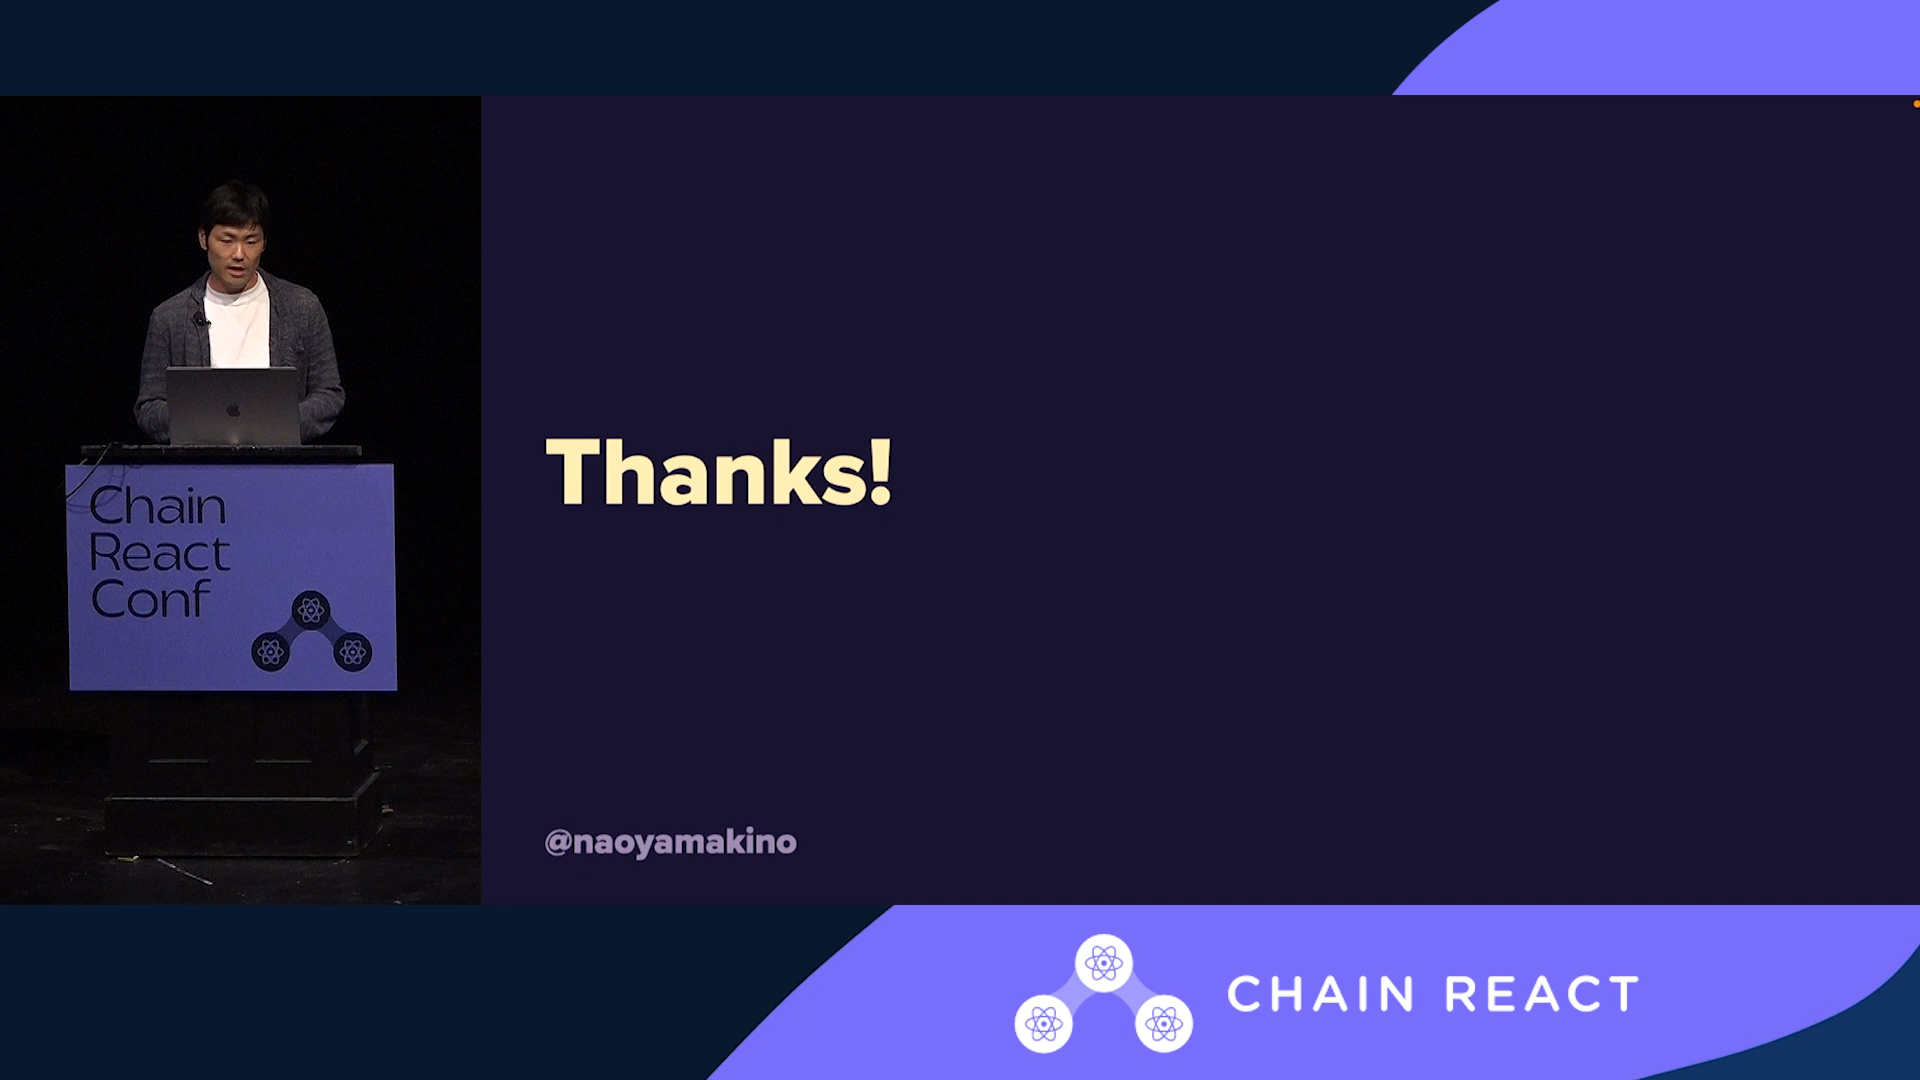 Chain
React
Conf
Thanks!
@naoyamakino
CHAIN REACT